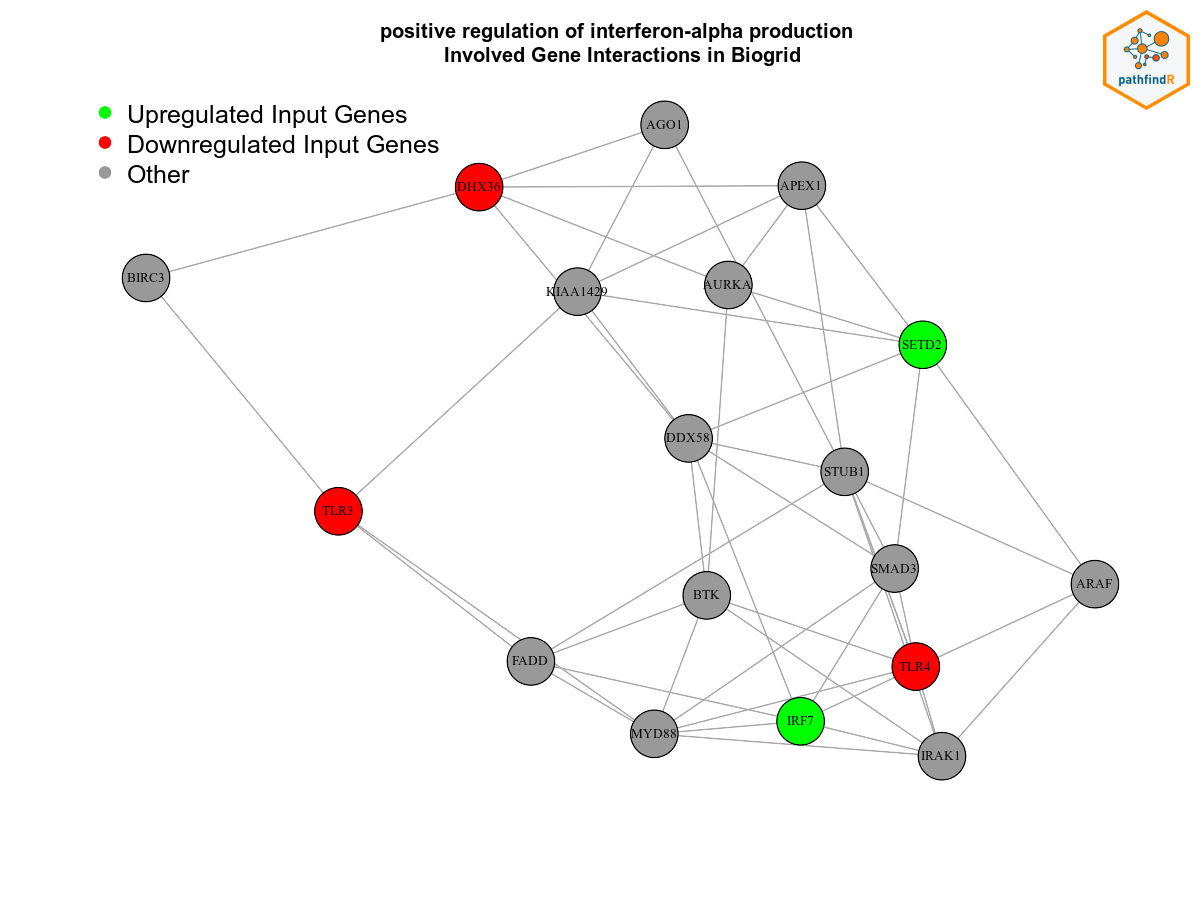 positive regulation of interferon-alpha production
Involved Gene Interactions in Biogrid
pathfindR
Upregulated Input Genes
Downregulated Input Genes
Other
AGO1
DHX36
APEX1
BIRC3
KIAA1429
AURKA
SETD2
DDX58
STUB1
TLR3
SMAD3
ARAF
BTK
FADD
TLR4
IRF7
MYD88
IRAK1